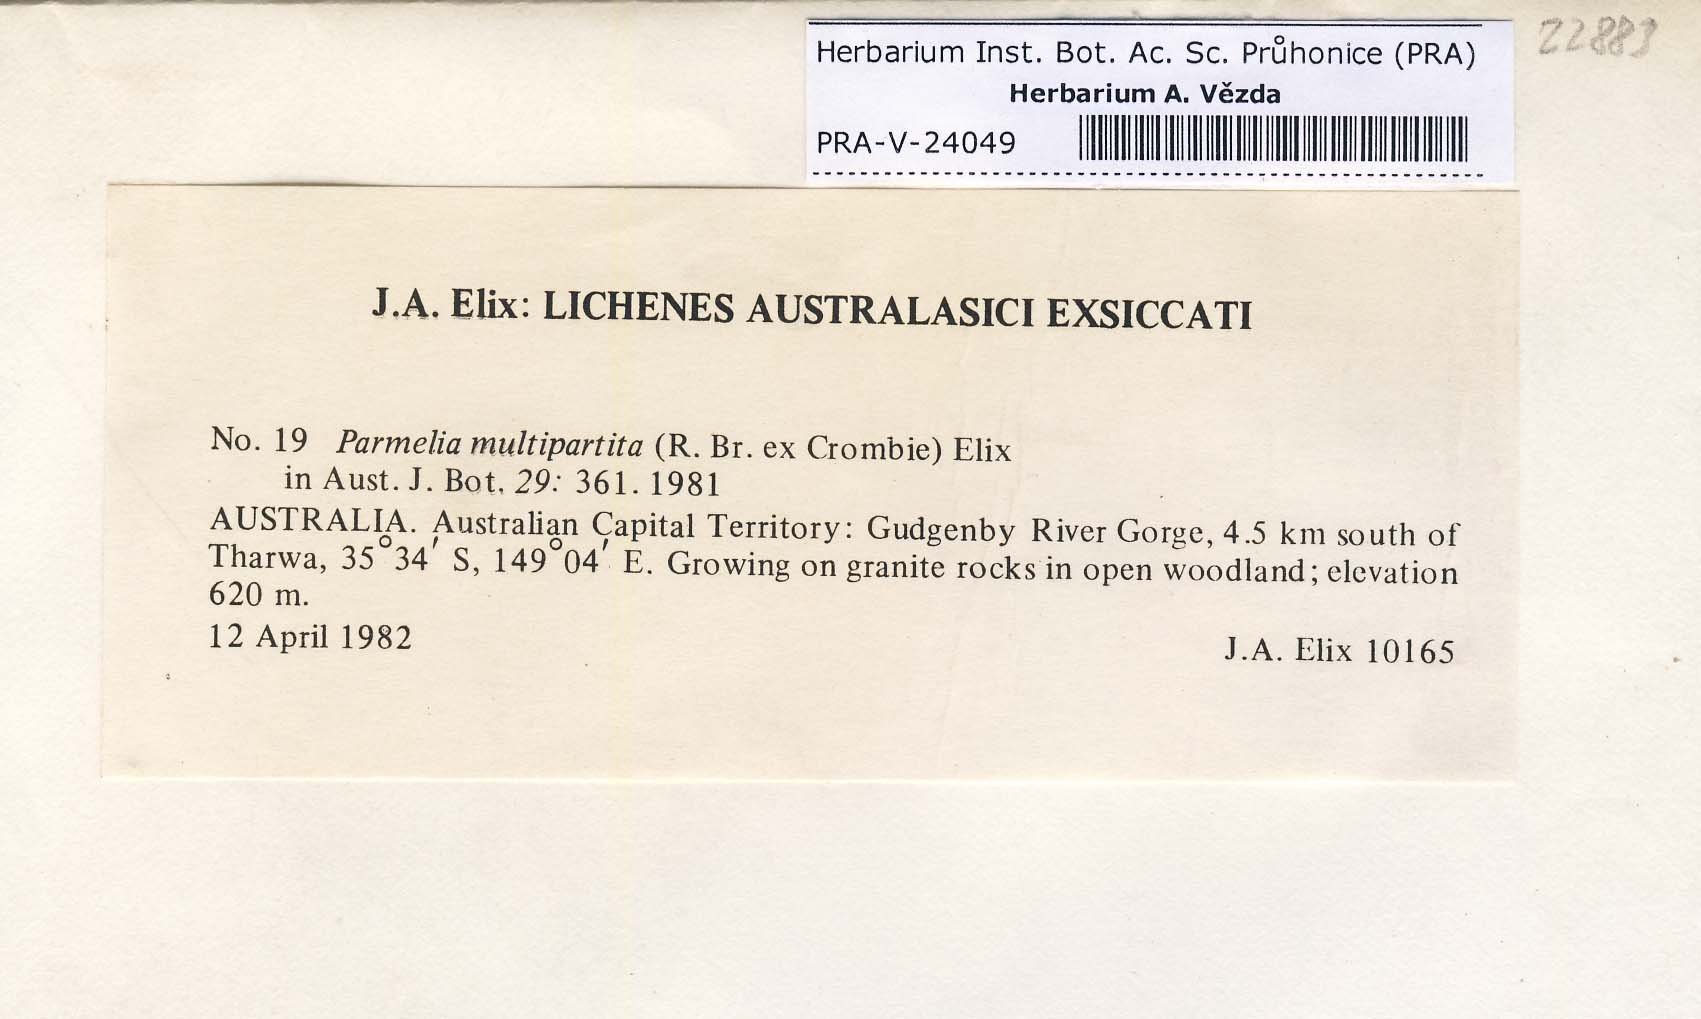 22883
Herbarium Inst. Bot. Ac. Sc. Průhonice (PRA)
Herbarium A. Vězda
PRA-V-24049
J.A. Elix: LICHENES AUSTRALASICI EXSICCATI
No. 19 Parmelia multipartita (R. Br. ex Crombie) Elix
in Aust. J. Bot. 29: 361. 1981
AUSTRALIA. Australian Capital Territory: Gudgenby River Gorge, 4.5 km south of
Tharwa, 35°34′ S, 149°04′ E. Growing on granite rocks in open woodland; elevation
620 m.
12 April 1982 J.A. Elix 10165